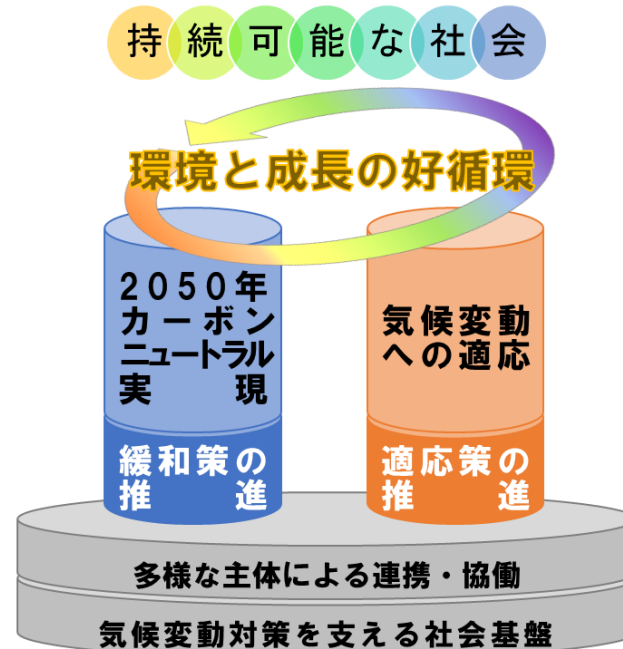 持続可能な社会
環境と成長の好循環
2050年
カーボン
ニュートラル
実現
気候変動
への適応
緩和策の
推進
適応策の
推進
多様な主体による連携・協働
気候変動対策を支える社会基盤